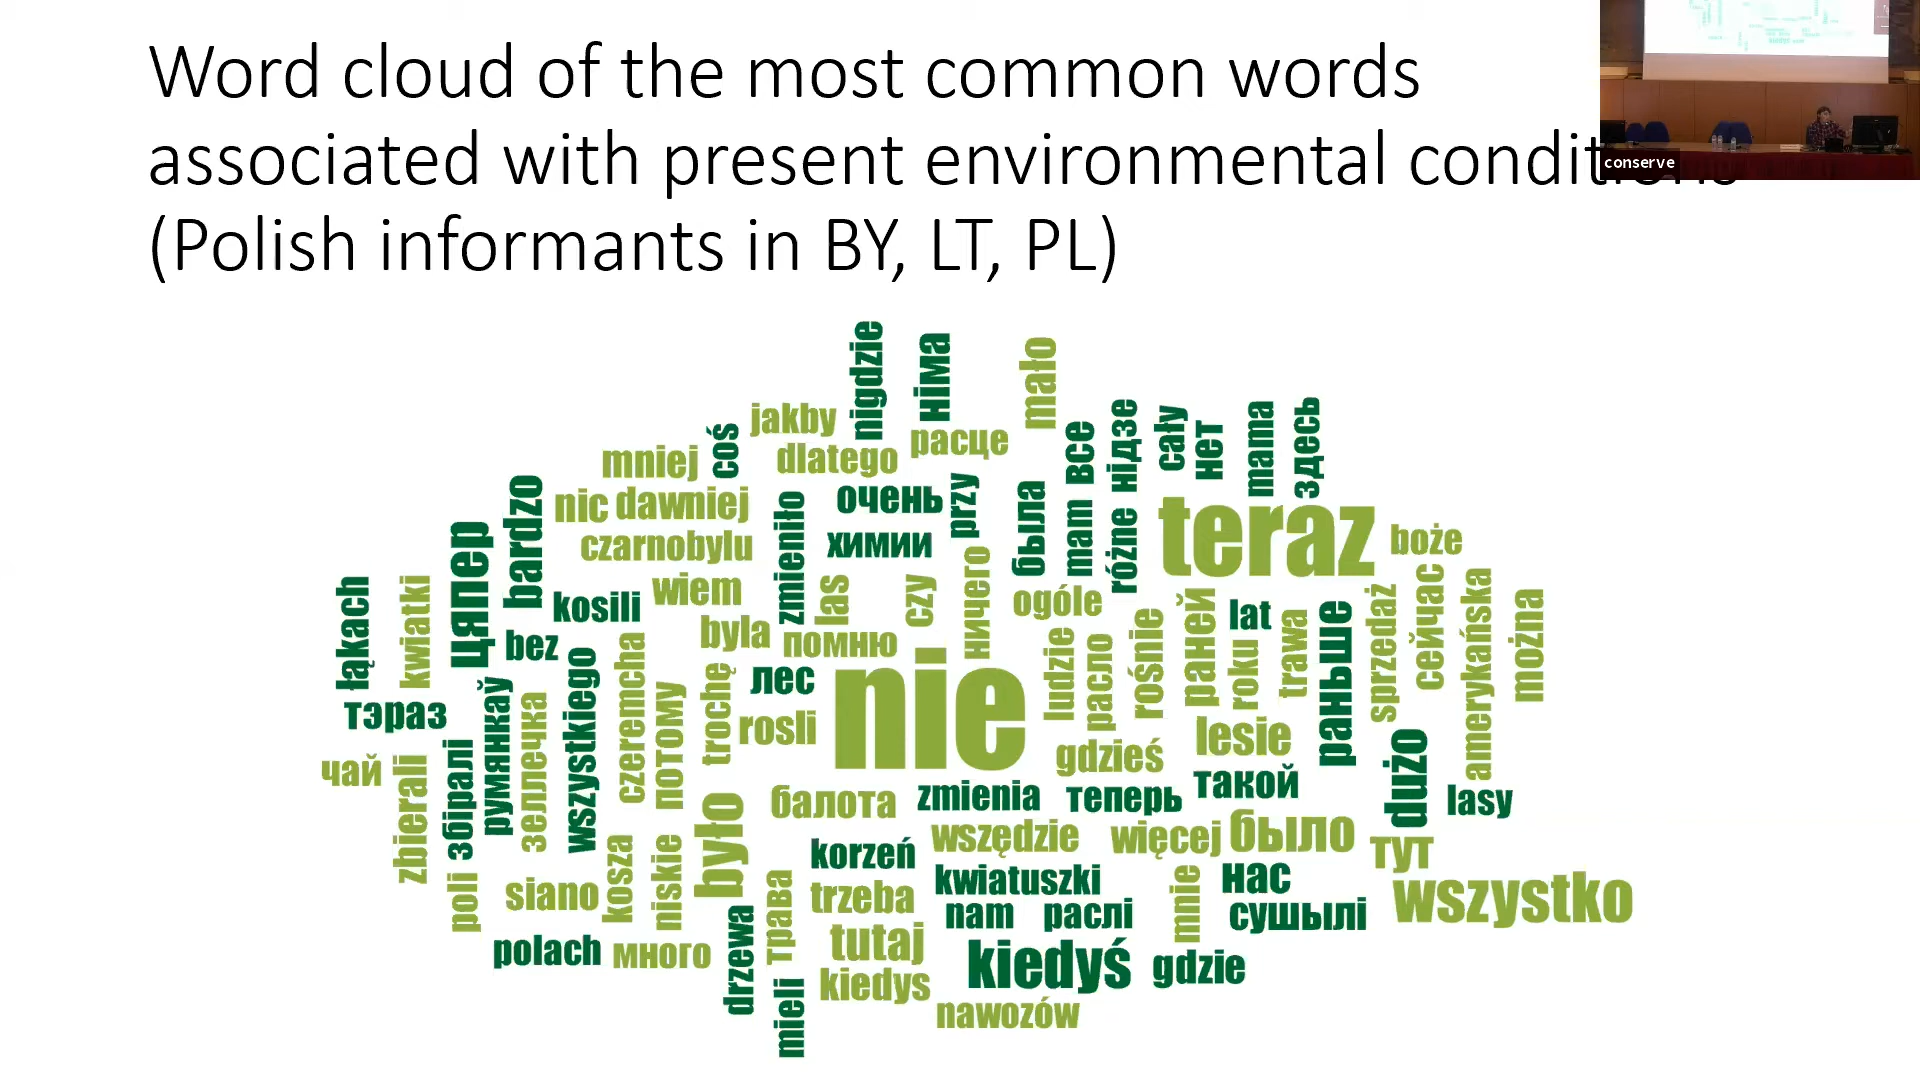 Word cloud of the most common words
associated with present environmental conditions
(Polish informants in BY, LT, PL)
conserve
nigdzie
німа
mało
jakby
coś
mniej
dlatego
расце
все
нідзе
cały
нет
mama
здесь
bardzo
nic
dawniej
zmieniło
очень
przy
была
mam
różne
teraz
boże
цяпер
czarnobylu
химии
łąkach
kwiatki
kosili
wiem
las
czy
ничего
ogóle
lat
sprzedaż
сейчас
amerykańska
można
bez
wszystkiego
czeremcha
była
помню
ludzie
расло
rośnie
раней
roku
trawa
раньше
тэраз
румянкаў
зеллечка
потому
trochę
лес
rosli
nie
gdzieś
lesie
dużo
чай
zbierali
збіралі
балота
zmienia
теперь
такой
lasy
wszędzie
więcej
было
тут
poli
siano
kosza
niskie
było
korzeń
kwiatuszki
mnie
нас
wszystko
трава
trzeba
nam
раслі
сушылі
polach
много
drzewa
mieli
tutaj
kiedyś
gdzie
kiedys
nawozów